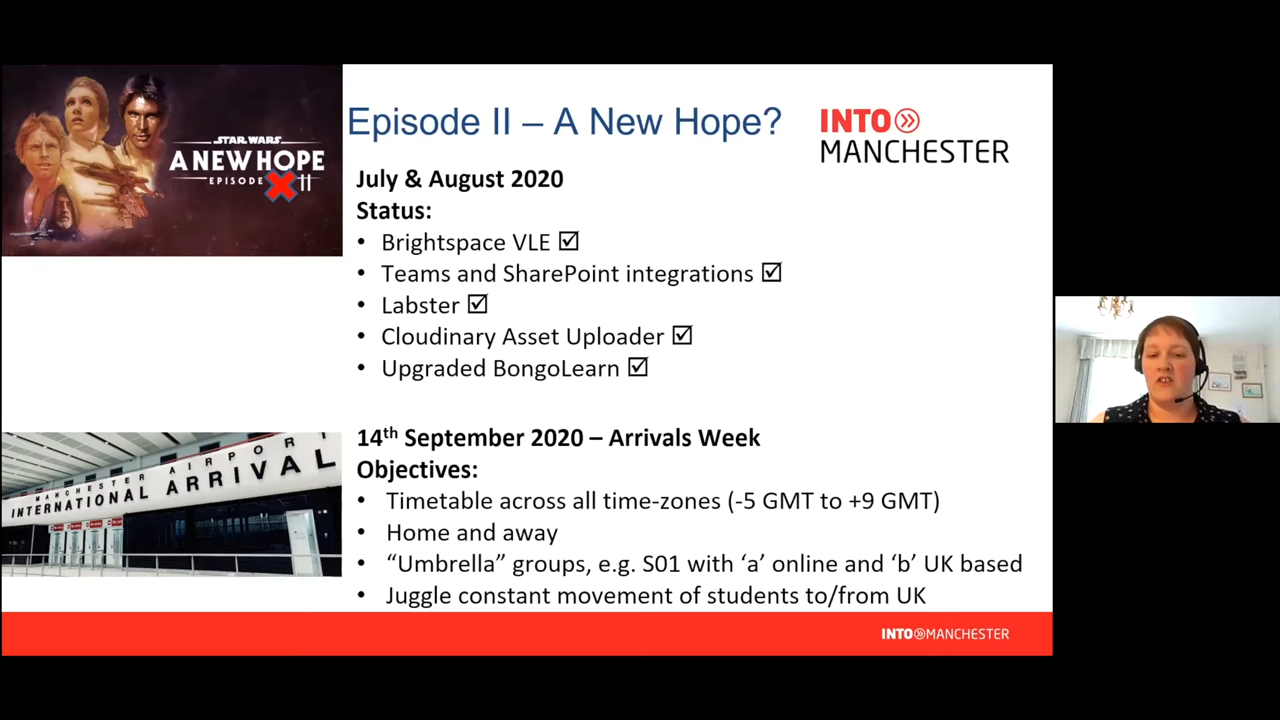 STAR WARS
A NEW HOPE
EPISODE II
Episode II – A New Hope?
INTO
MANCHESTER
July & August 2020
Status:
• Brightspace VLE ☑
• Teams and SharePoint integrations ☑
• Labster ☑
• Cloudinary Asset Uploader ☑
• Upgraded BongoLearn ☑
MANCHESTER AIRPORT
INTERNATIONAL ARRIVAL
14th September 2020 – Arrivals Week
Objectives:
• Timetable across all time-zones (-5 GMT to +9 GMT)
• Home and away
• “Umbrella” groups, e.g. S01 with ‘a’ online and ‘b’ UK based
• Juggle constant movement of students to/from UK
INTO MANCHESTER